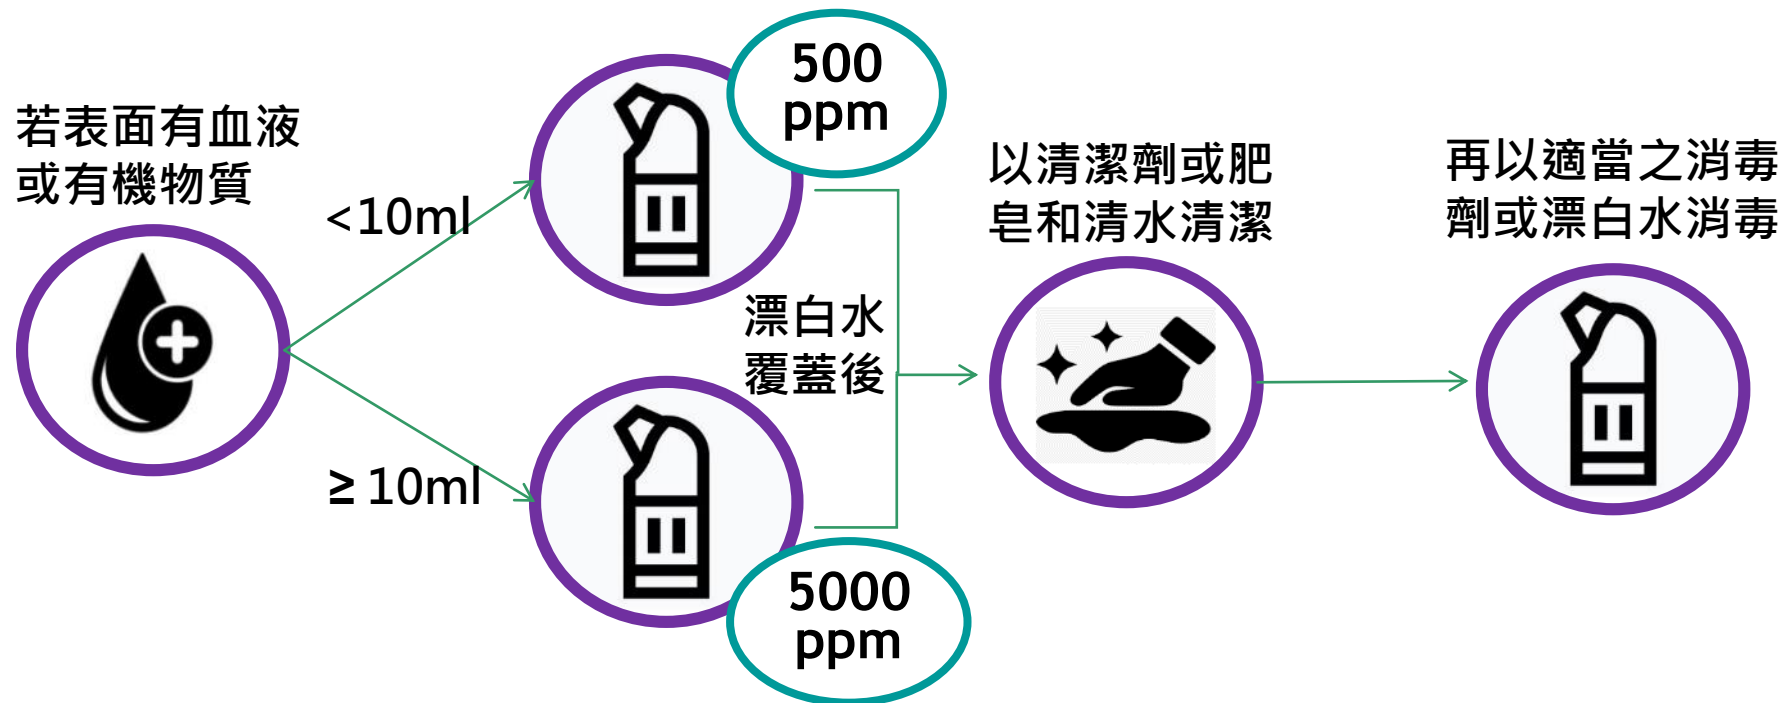 若表面有血液
或有機物質
<10ml
≥ 10ml
500
ppm
5000
ppm
漂白水
覆蓋後
以清潔劑或肥
皂和清水清潔
再以適當之消毒
劑或漂白水消毒